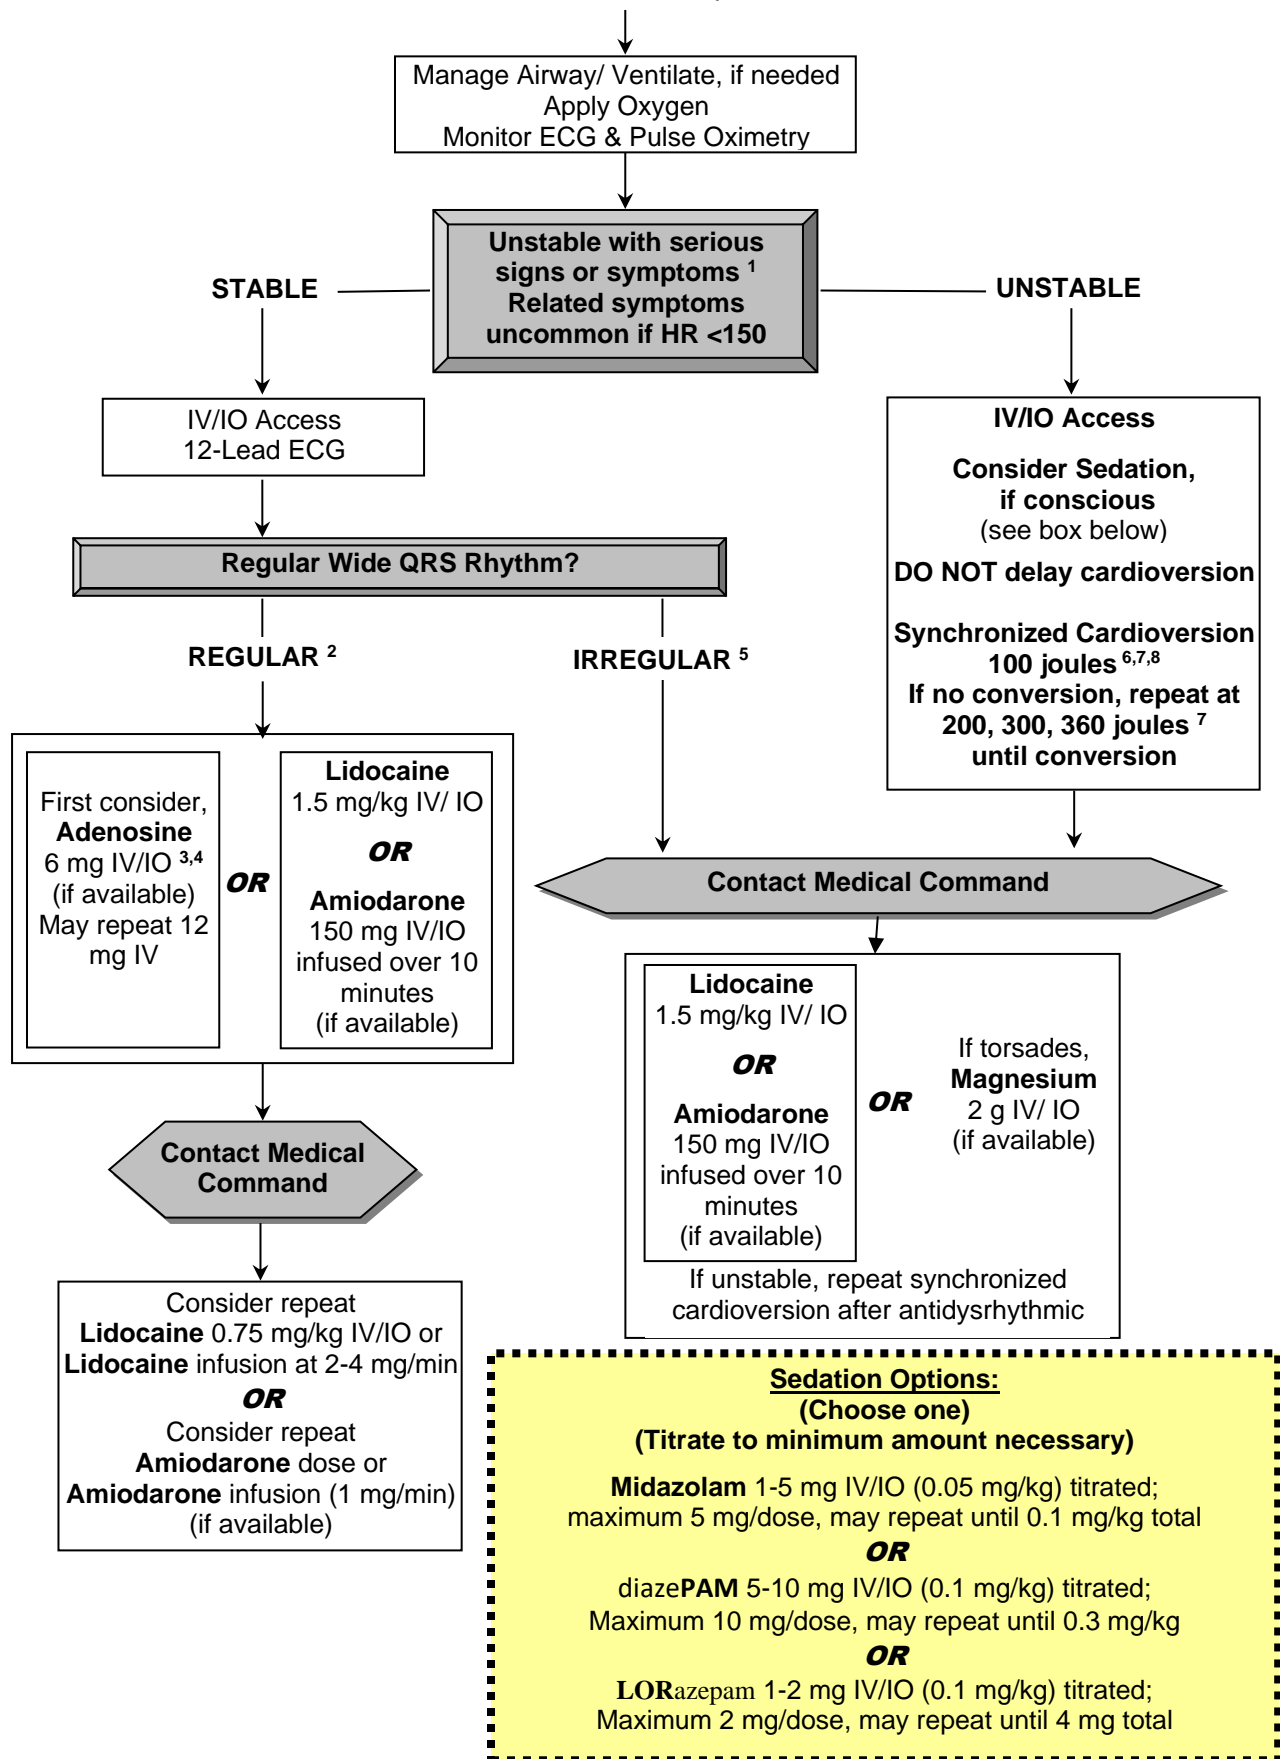 Manage Airway/ Ventilate, if needed
Apply Oxygen
Monitor ECG & Pulse Oximetry
Unstable with serious
signs or symptoms 1
Related symptoms
uncommon if HR <150
STABLE
UNSTABLE
IV/IO Access
12-Lead ECG
IV/IO Access
Consider Sedation,
if conscious
(see box below)
DO NOT delay cardioversion
Synchronized Cardioversion
100 joules 6,7,8
If no conversion, repeat at
200, 300, 360 joules 7
until conversion
Regular Wide QRS Rhythm?
REGULAR 2
IRREGULAR 5
First consider,
Adenosine
6 mg IV/IO 3,4
(if available)
May repeat 12
mg IV
OR
Lidocaine
1.5 mg/kg IV/ IO
OR
Amiodarone
150 mg IV/IO
infused over 10
minutes
(if available)
Contact Medical Command
Lidocaine
1.5 mg/kg IV/ IO
OR
Amiodarone
150 mg IV/IO
infused over 10
minutes
(if available)
OR
If torsades,
Magnesium
2 g IV/ IO
(if available)
If unstable, repeat synchronized
cardioversion after antidysrhythmic
Contact Medical
Command
Consider repeat
Lidocaine 0.75 mg/kg IV/IO or
Lidocaine infusion at 2-4 mg/min
OR
Consider repeat
Amiodarone dose or
Amiodarone infusion (1 mg/min)
(if available)
Sedation Options:
(Choose one)
(Titrate to minimum amount necessary)
Midazolam 1-5 mg IV/IO (0.05 mg/kg) titrated;
maximum 5 mg/dose, may repeat until 0.1 mg/kg total
OR
diazePAM 5-10 mg IV/IO (0.1 mg/kg) titrated;
Maximum 10 mg/dose, may repeat until 0.3 mg/kg
OR
LORazepam 1-2 mg IV/IO (0.1 mg/kg) titrated;
Maximum 2 mg/dose, may repeat until 4 mg total